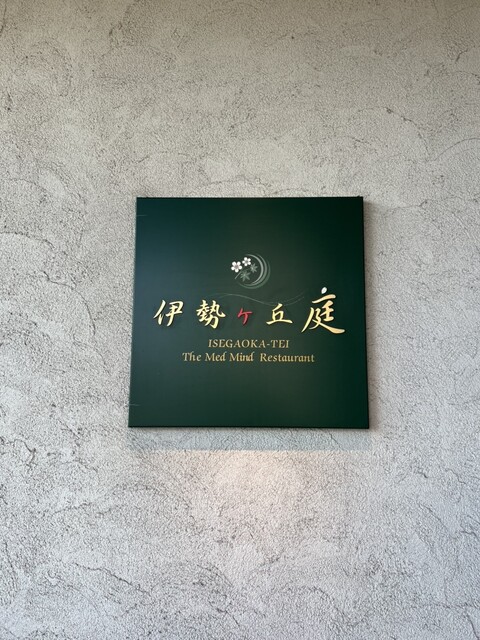 伊勢ヶ丘庭
ISEGAOKA-TEI
The Med Mind Restaurant